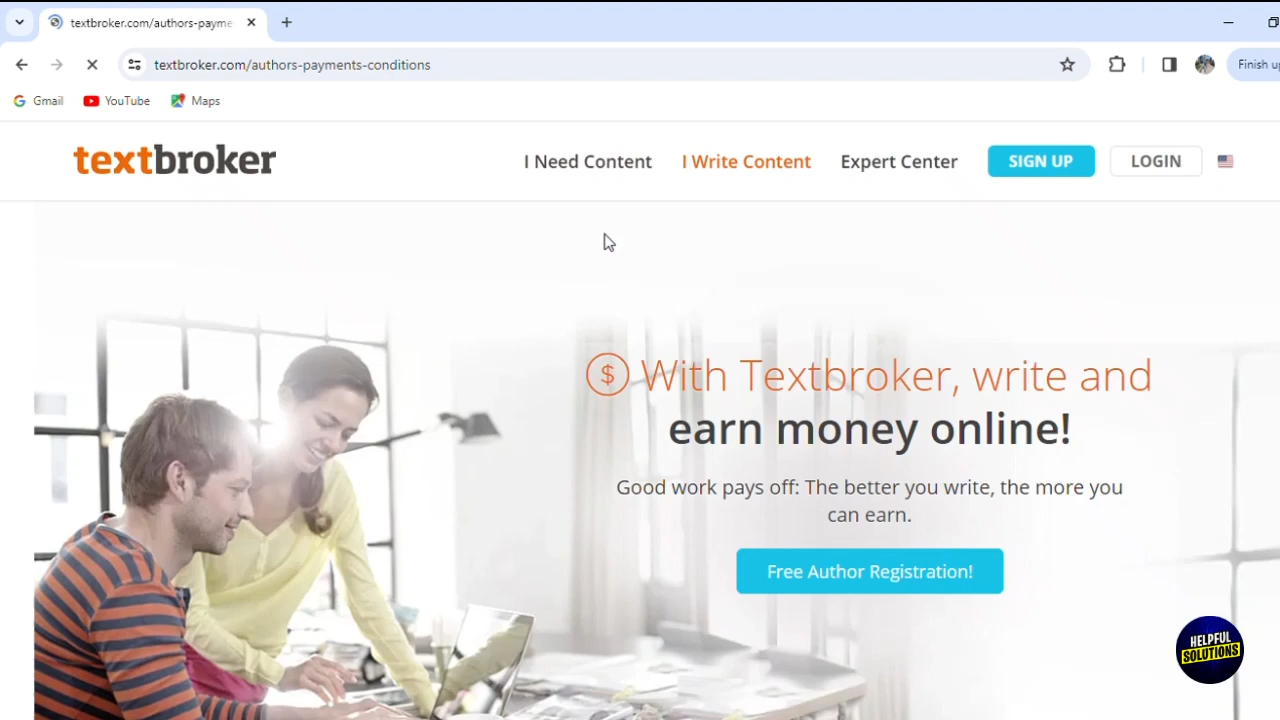 textbroker.com/authors-payme
textbroker.com/authors-payments-conditions
Finish up
Gmail
YouTube
Maps
textbroker
I Need Content
I Write Content
Expert Center
SIGN UP
LOGIN
$ With Textbroker, write and
earn money online!
Good work pays off: The better you write, the more you
can earn.
Free Author Registration!
HELPFUL
SOLUTIONS